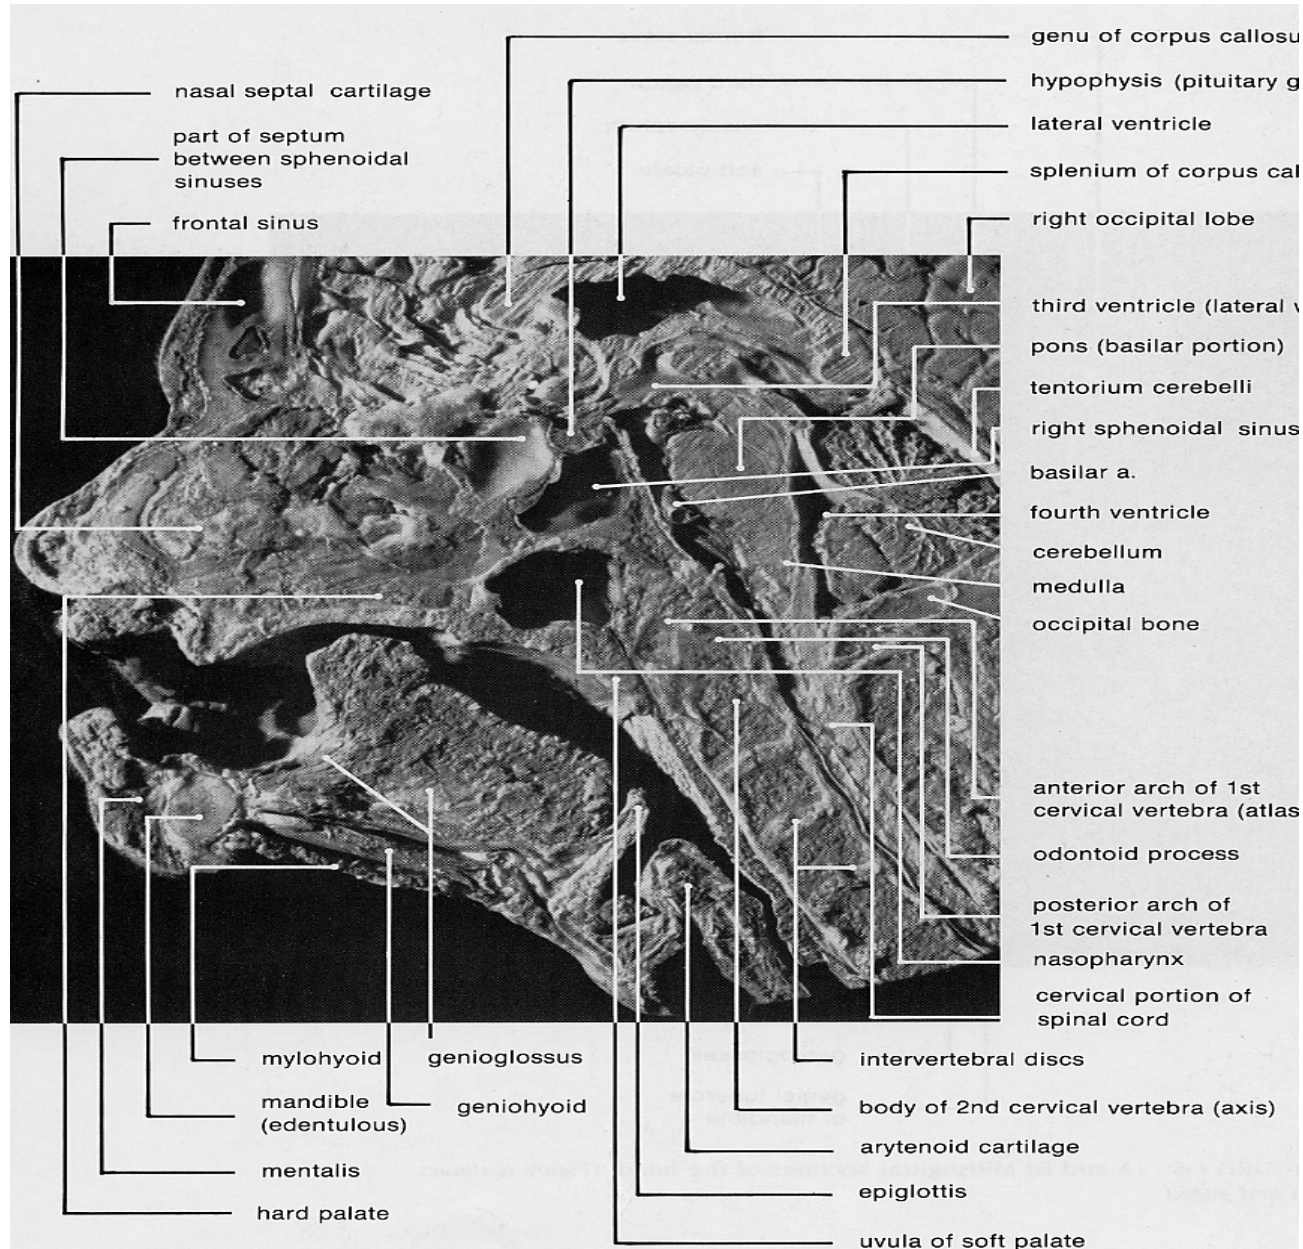 nasal septal cartilage
part of septum
between sphenoidal
sinuses
frontal sinus
genu of corpus callosu
hypophysis (pituitary g
lateral ventricle
splenium of corpus cal
right occipital lobe
third ventricle (lateral w
pons (basilar portion)
tentorium cerebelli
right sphenoidal sinus
basilar a.
fourth ventricle
cerebellum
medulla
occipital bone
anterior arch of 1st
cervical vertebra (atlas
odontoid process
posterior arch of
1st cervical vertebra
nasopharynx
cervical portion of
spinal cord
mylohyoid
genioglossus
mandible
(edentulous)
geniohyoid
mentalis
hard palate
intervertebral discs
body of 2nd cervical vertebra (axis)
arytenoid cartilage
epiglottis
uvula of soft palate